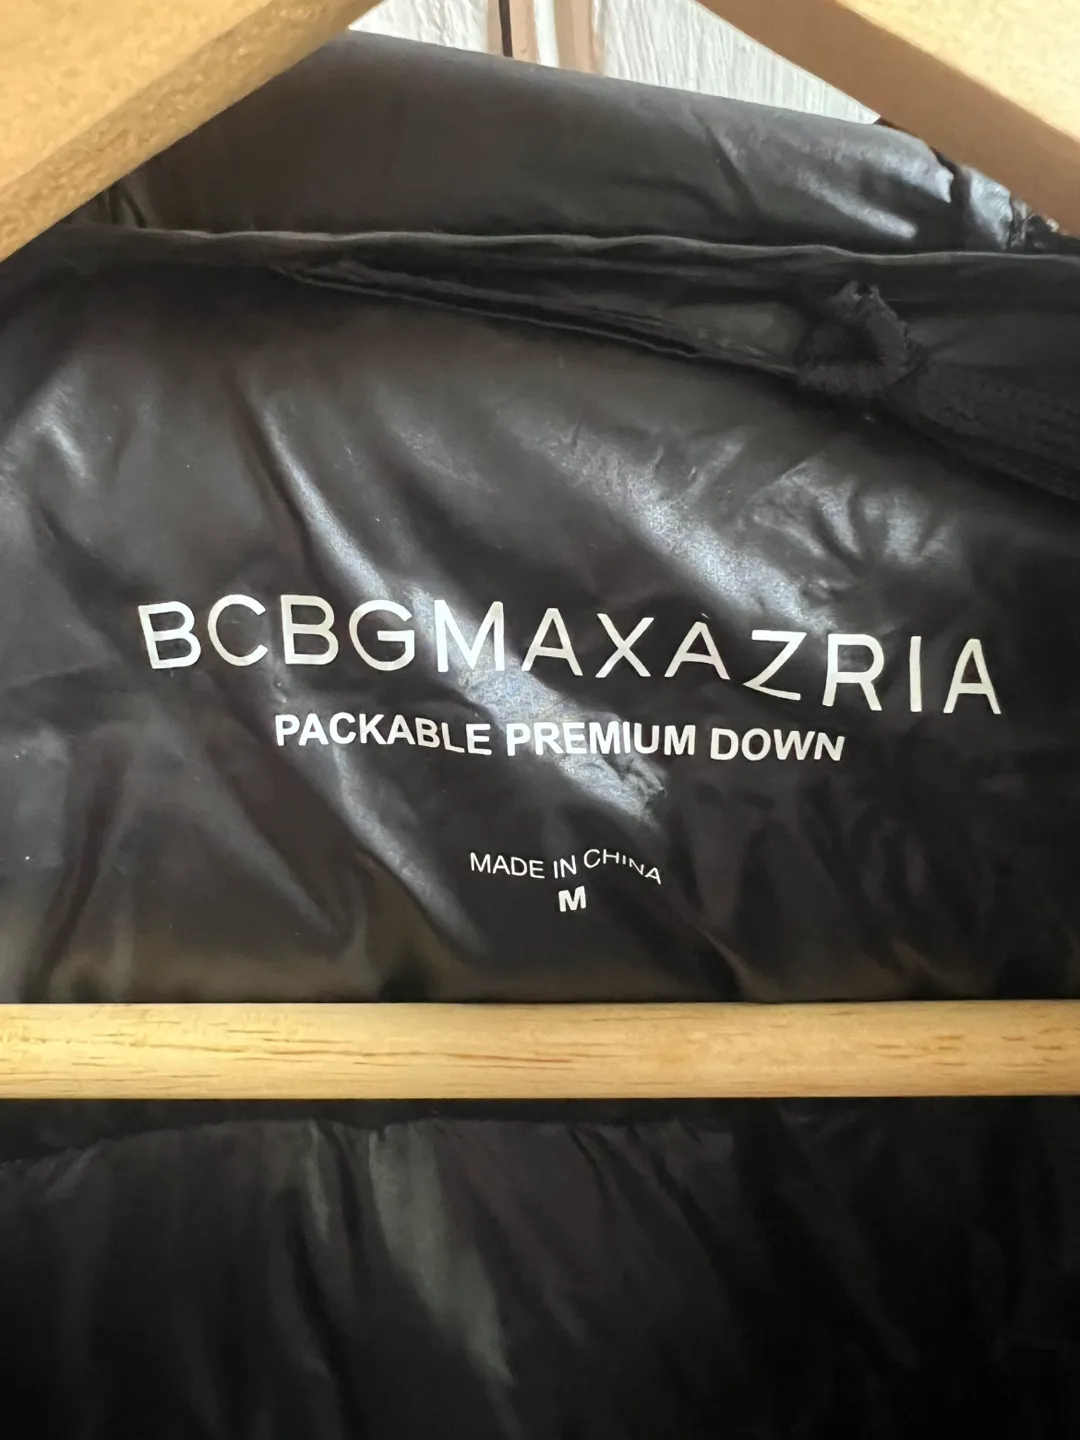 BCBGMAXAZRIA
PACKABLE PREMIUM DOWN
MADE IN CHINA
M